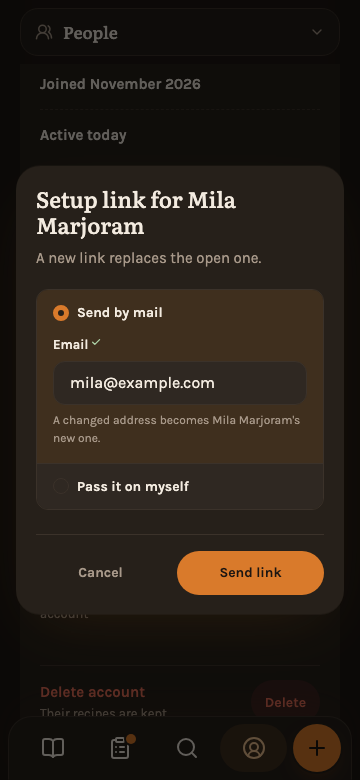 People
Joined November 2026
Active today
Setup link for Mila
Marjoram
A new link replaces the open one.
Send by mail
Email
mila@example.com
A changed address becomes Mila Marjoram's
new one.
Pass it on myself
Cancel
Send link
account
Delete account
Their recipes are kept
Delete